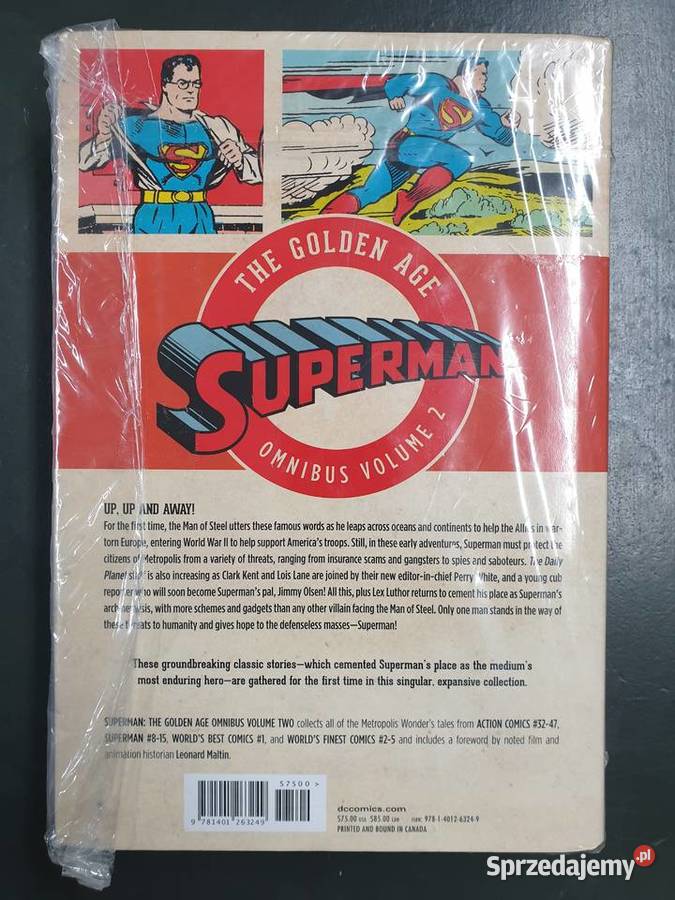 THE GOLDEN AGE
SUPERMAN
OMNIBUS VOLUME 2
UP, UP AND AWAY!
For the first time, the Man of Steel utters these famous words as he leaps across oceans and continents to help the Allies in war-
torn Europe, entering World War II to help support America's troops. Still, in these early adventures, Superman must protect the
citizens of Metropolis from a variety of threats, ranging from insurance scams and gangsters to spies and saboteurs. The Daily
Planet staff is also increasing as Clark Kent and Lois Lane are joined by their new editor-in-chief Perry White, and a young cub
reporter who will soon become Superman's pal, Jimmy Olsen! All this, plus Lex Luthor returns to cement his place as Superman's
archnemesis, with more schemes and gadgets than any other villain facing the Man of Steel. Only one man stands in the way of
these threats to humanity and gives hope to the defenseless masses—Superman!
These groundbreaking classic stories—which cemented Superman's place as the medium's
most enduring hero—are gathered for the first time in this singular, expansive collection.
SUPERMAN: THE GOLDEN AGE OMNIBUS VOLUME TWO collects all of the Metropolis Wonder's tales from ACTION COMICS #32-47,
SUPERMAN #8-15, WORLD'S BEST COMICS #1, and WORLD'S FINEST COMICS #2-5 and includes a foreword by noted film and
animation historian Leonard Maltin.
57500 >
9 781401 263249
dccomics.com
$75.00 USA $85.00 CAN ISBN: 978-1-4012-6324-9
PRINTED AND BOUND IN CANADA
Sprzedajemy.pl